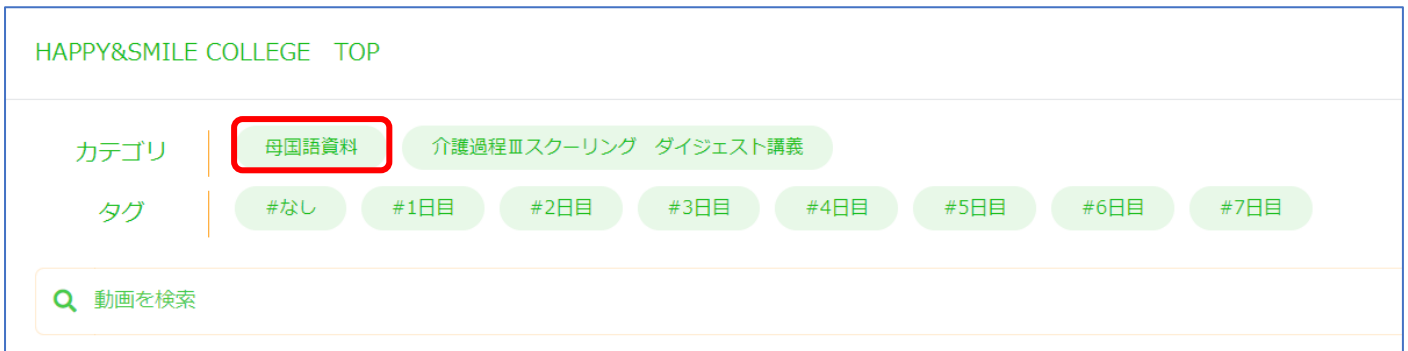 HAPPY&SMILE COLLEGE　TOP
カテゴリ 母国語資料 介護過程Ⅲスクーリング　ダイジェスト講義
タグ #なし #1日目 #2日目 #3日目 #4日目 #5日目 #6日目 #7日目
動画を検索